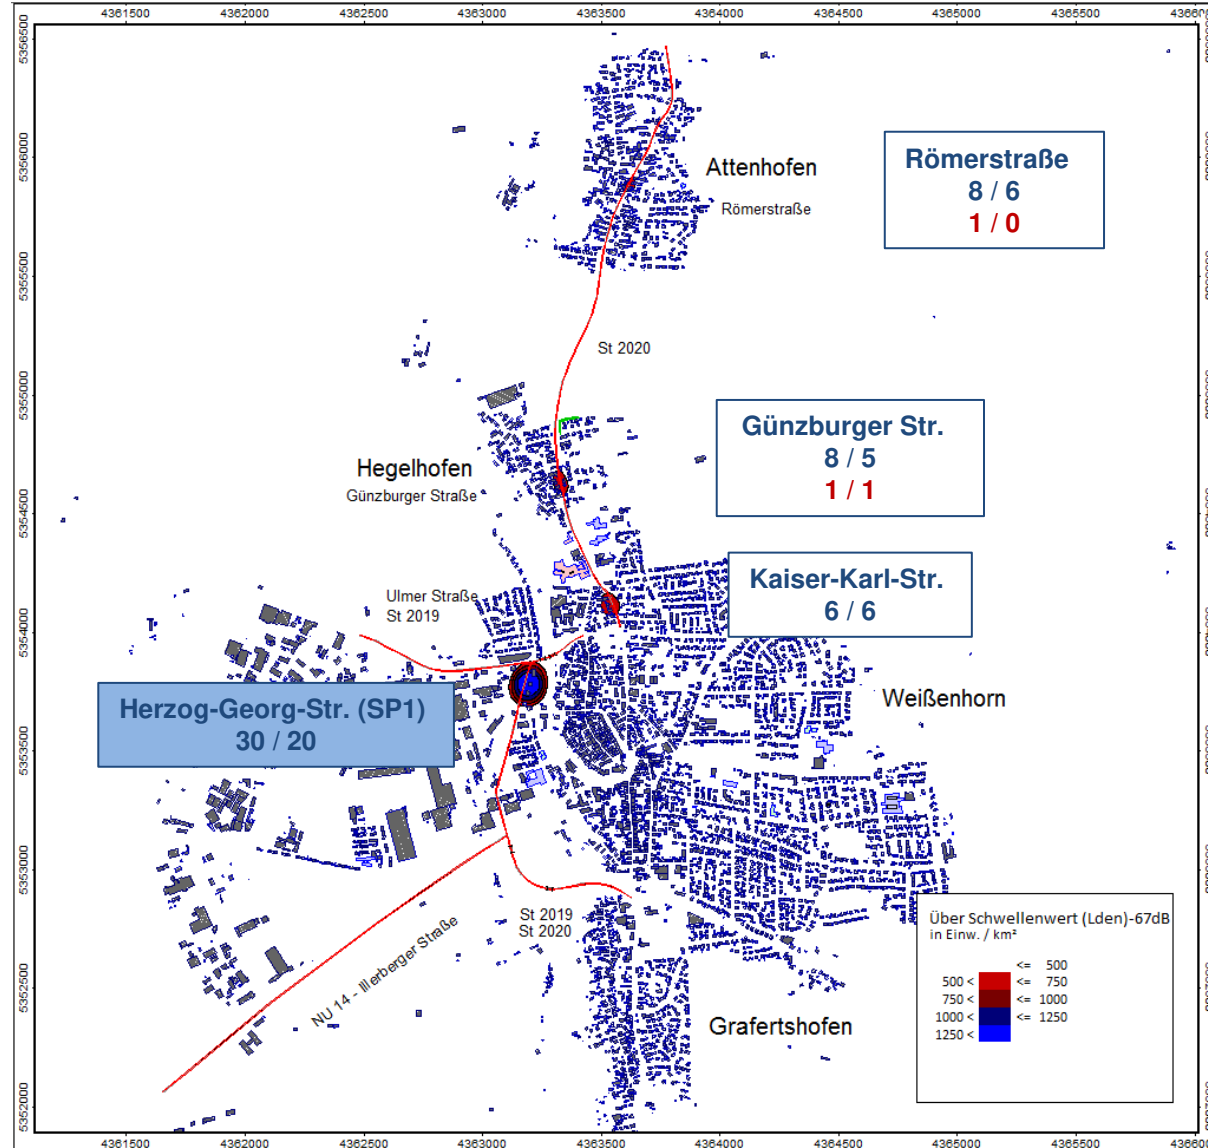 4361500 4362000 4362500 4363000 4363500 4364000 4364500 4365000 4365500
5356500
5356000
5355500
5355000
5354500
5354000
5353500
5353000
5352500
5352000
Attenhofen
Römerstraße
Römerstraße
8 / 6
1 / 0
St 2020
Günzburger Str.
8 / 5
1 / 1
Hegelhofen
Günzburger Straße
Kaiser-Karl-Str.
6 / 6
Ulmer Straße
St 2019
Herzog-Georg-Str. (SP1)
30 / 20
Weißenhorn
St 2019
St 2020
NU 14 - Illerberger Straße
Grafertshofen
Über Schwellenwert (Lden)-67dB
in Einw. / km²
<= 500
500 < <= 750
750 < <= 1000
1000 < <= 1250
1250 <
4361500 4362000 4362500 4363000 4363500 4364000 4364500 4365000 4365500